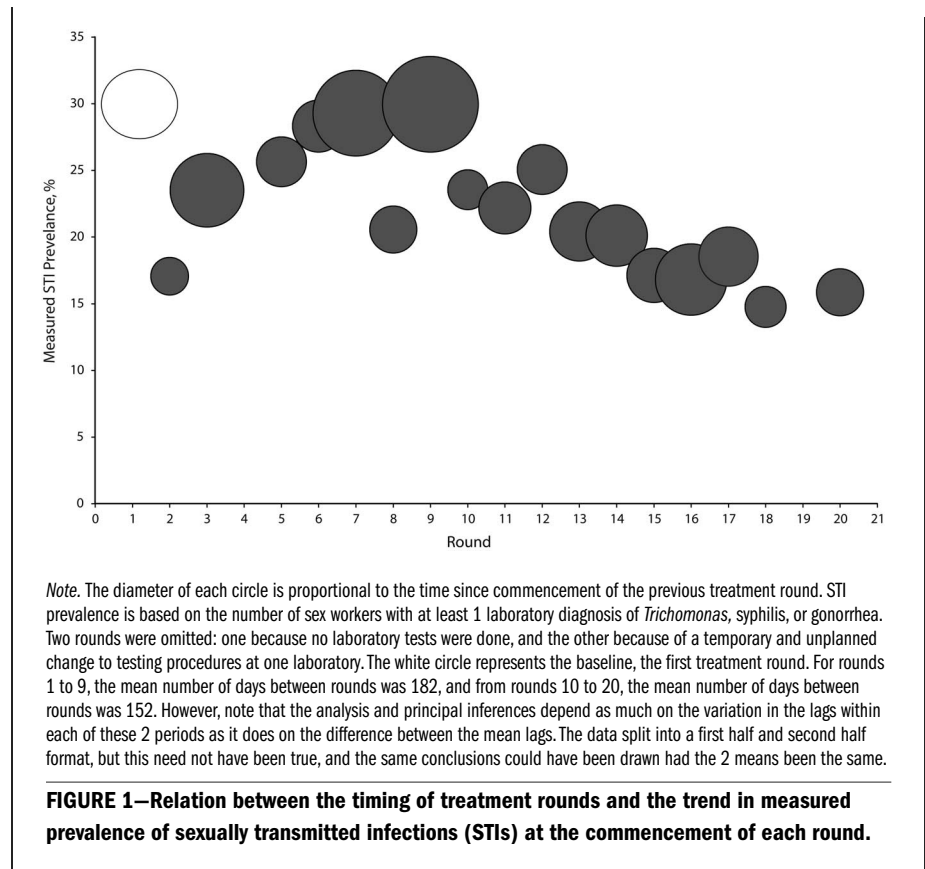 35
30
25
20
15
10
5
0
Measured STI Prevelance, %
0 1 2 3 4 5 6 7 8 9 10 11 12 13 14 15 16 17 18 19 20 21
Round
Note. The diameter of each circle is proportional to the time since commencement of the previous treatment round. STI
prevalence is based on the number of sex workers with at least 1 laboratory diagnosis of Trichomonas, syphilis, or gonorrhea.
Two rounds were omitted: one because no laboratory tests were done, and the other because of a temporary and unplanned
change to testing procedures at one laboratory. The white circle represents the baseline, the first treatment round. For rounds
1 to 9, the mean number of days between rounds was 182, and from rounds 10 to 20, the mean number of days between
rounds was 152. However, note that the analysis and principal inferences depend as much on the variation in the lags within
each of these 2 periods as it does on the difference between the mean lags. The data split into a first half and second half
format, but this need not have been true, and the same conclusions could have been drawn had the 2 means been the same.
FIGURE 1—Relation between the timing of treatment rounds and the trend in measured
prevalence of sexually transmitted infections (STIs) at the commencement of each round.